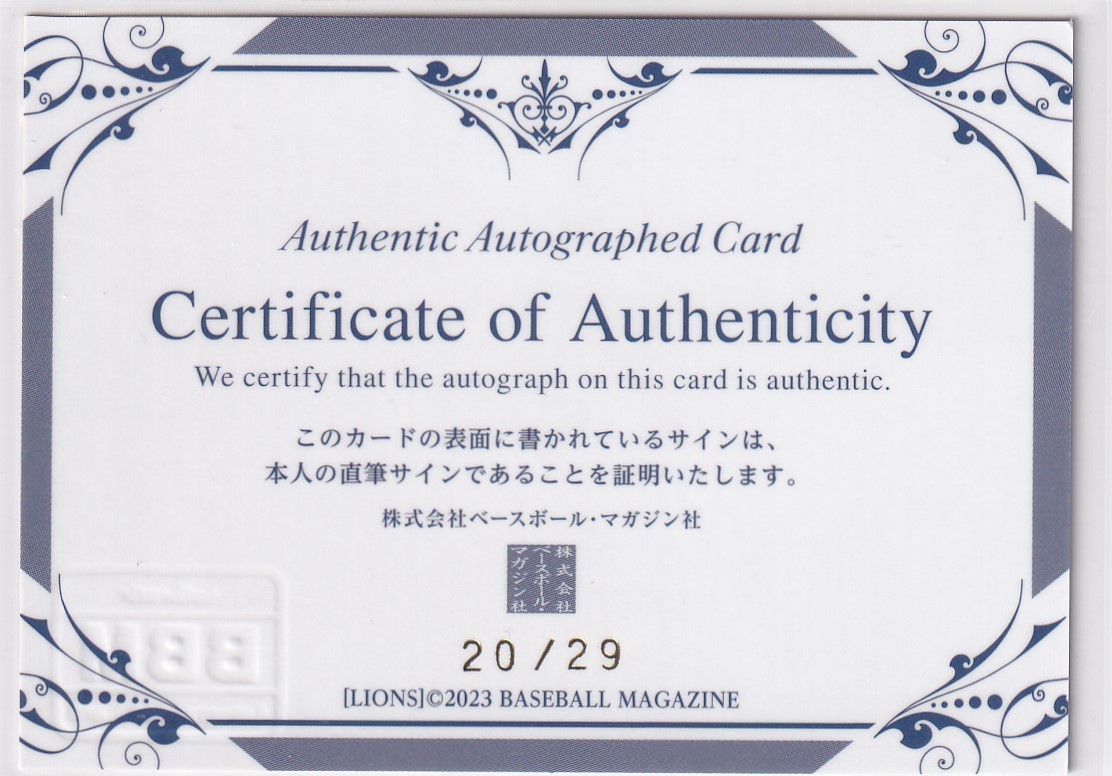 Authentic Autographed Card
Certificate of Authenticity
We certify that the autograph on this card is authentic.
このカードの表面に書かれているサインは、
本人の直筆サインであることを証明いたします。
株式会社ベースボール・マガジン社
株式会社
ベースボール・
マガジン社
20/29
[LIONS]©2023 BASEBALL MAGAZINE
BBM